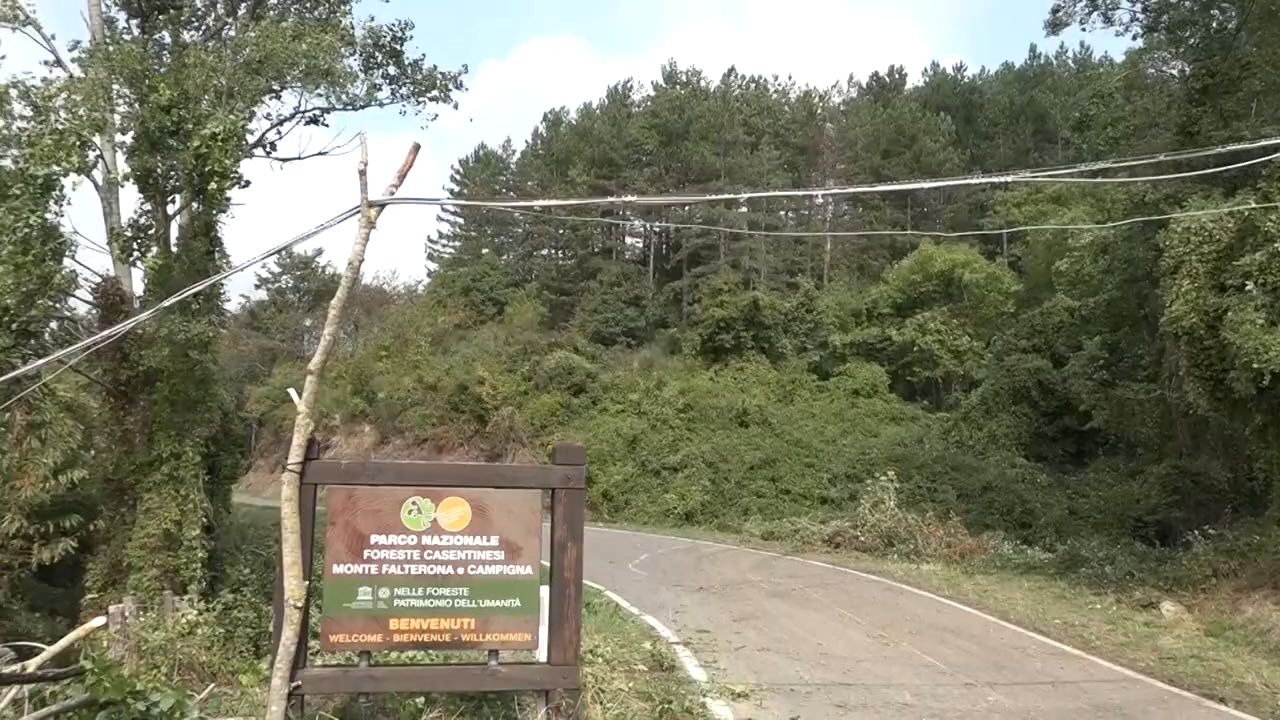 PARCO NAZIONALE
FORESTE CASENTINESI
MONTE FALTERONA e CAMPIGNA
NELLE FORESTE
PATRIMONIO DELL'UMANITÀ
BENVENUTI
WELCOME - BIENVENUE - WILLKOMMEN